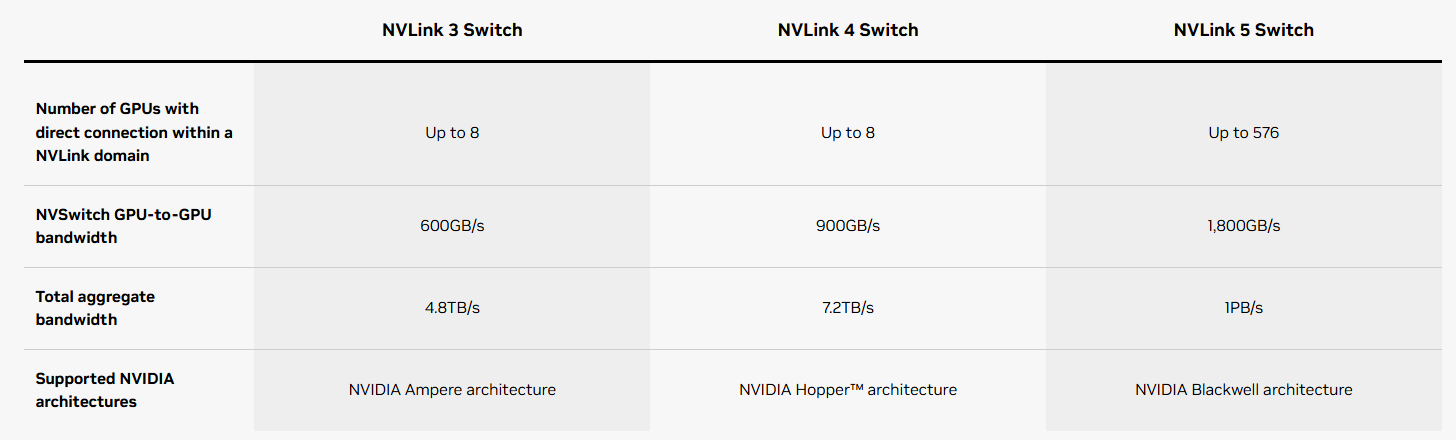 NVLink 3 Switch NVLink 4 Switch NVLink 5 Switch
Number of GPUs with
direct connection within a
NVLink domain
Up to 8 Up to 8 Up to 576
NVSwitch GPU-to-GPU
bandwidth
600GB/s 900GB/s 1,800GB/s
Total aggregate
bandwidth
4.8TB/s 7.2TB/s 1PB/s
Supported NVIDIA
architectures
NVIDIA Ampere architecture NVIDIA Hopper™ architecture NVIDIA Blackwell architecture